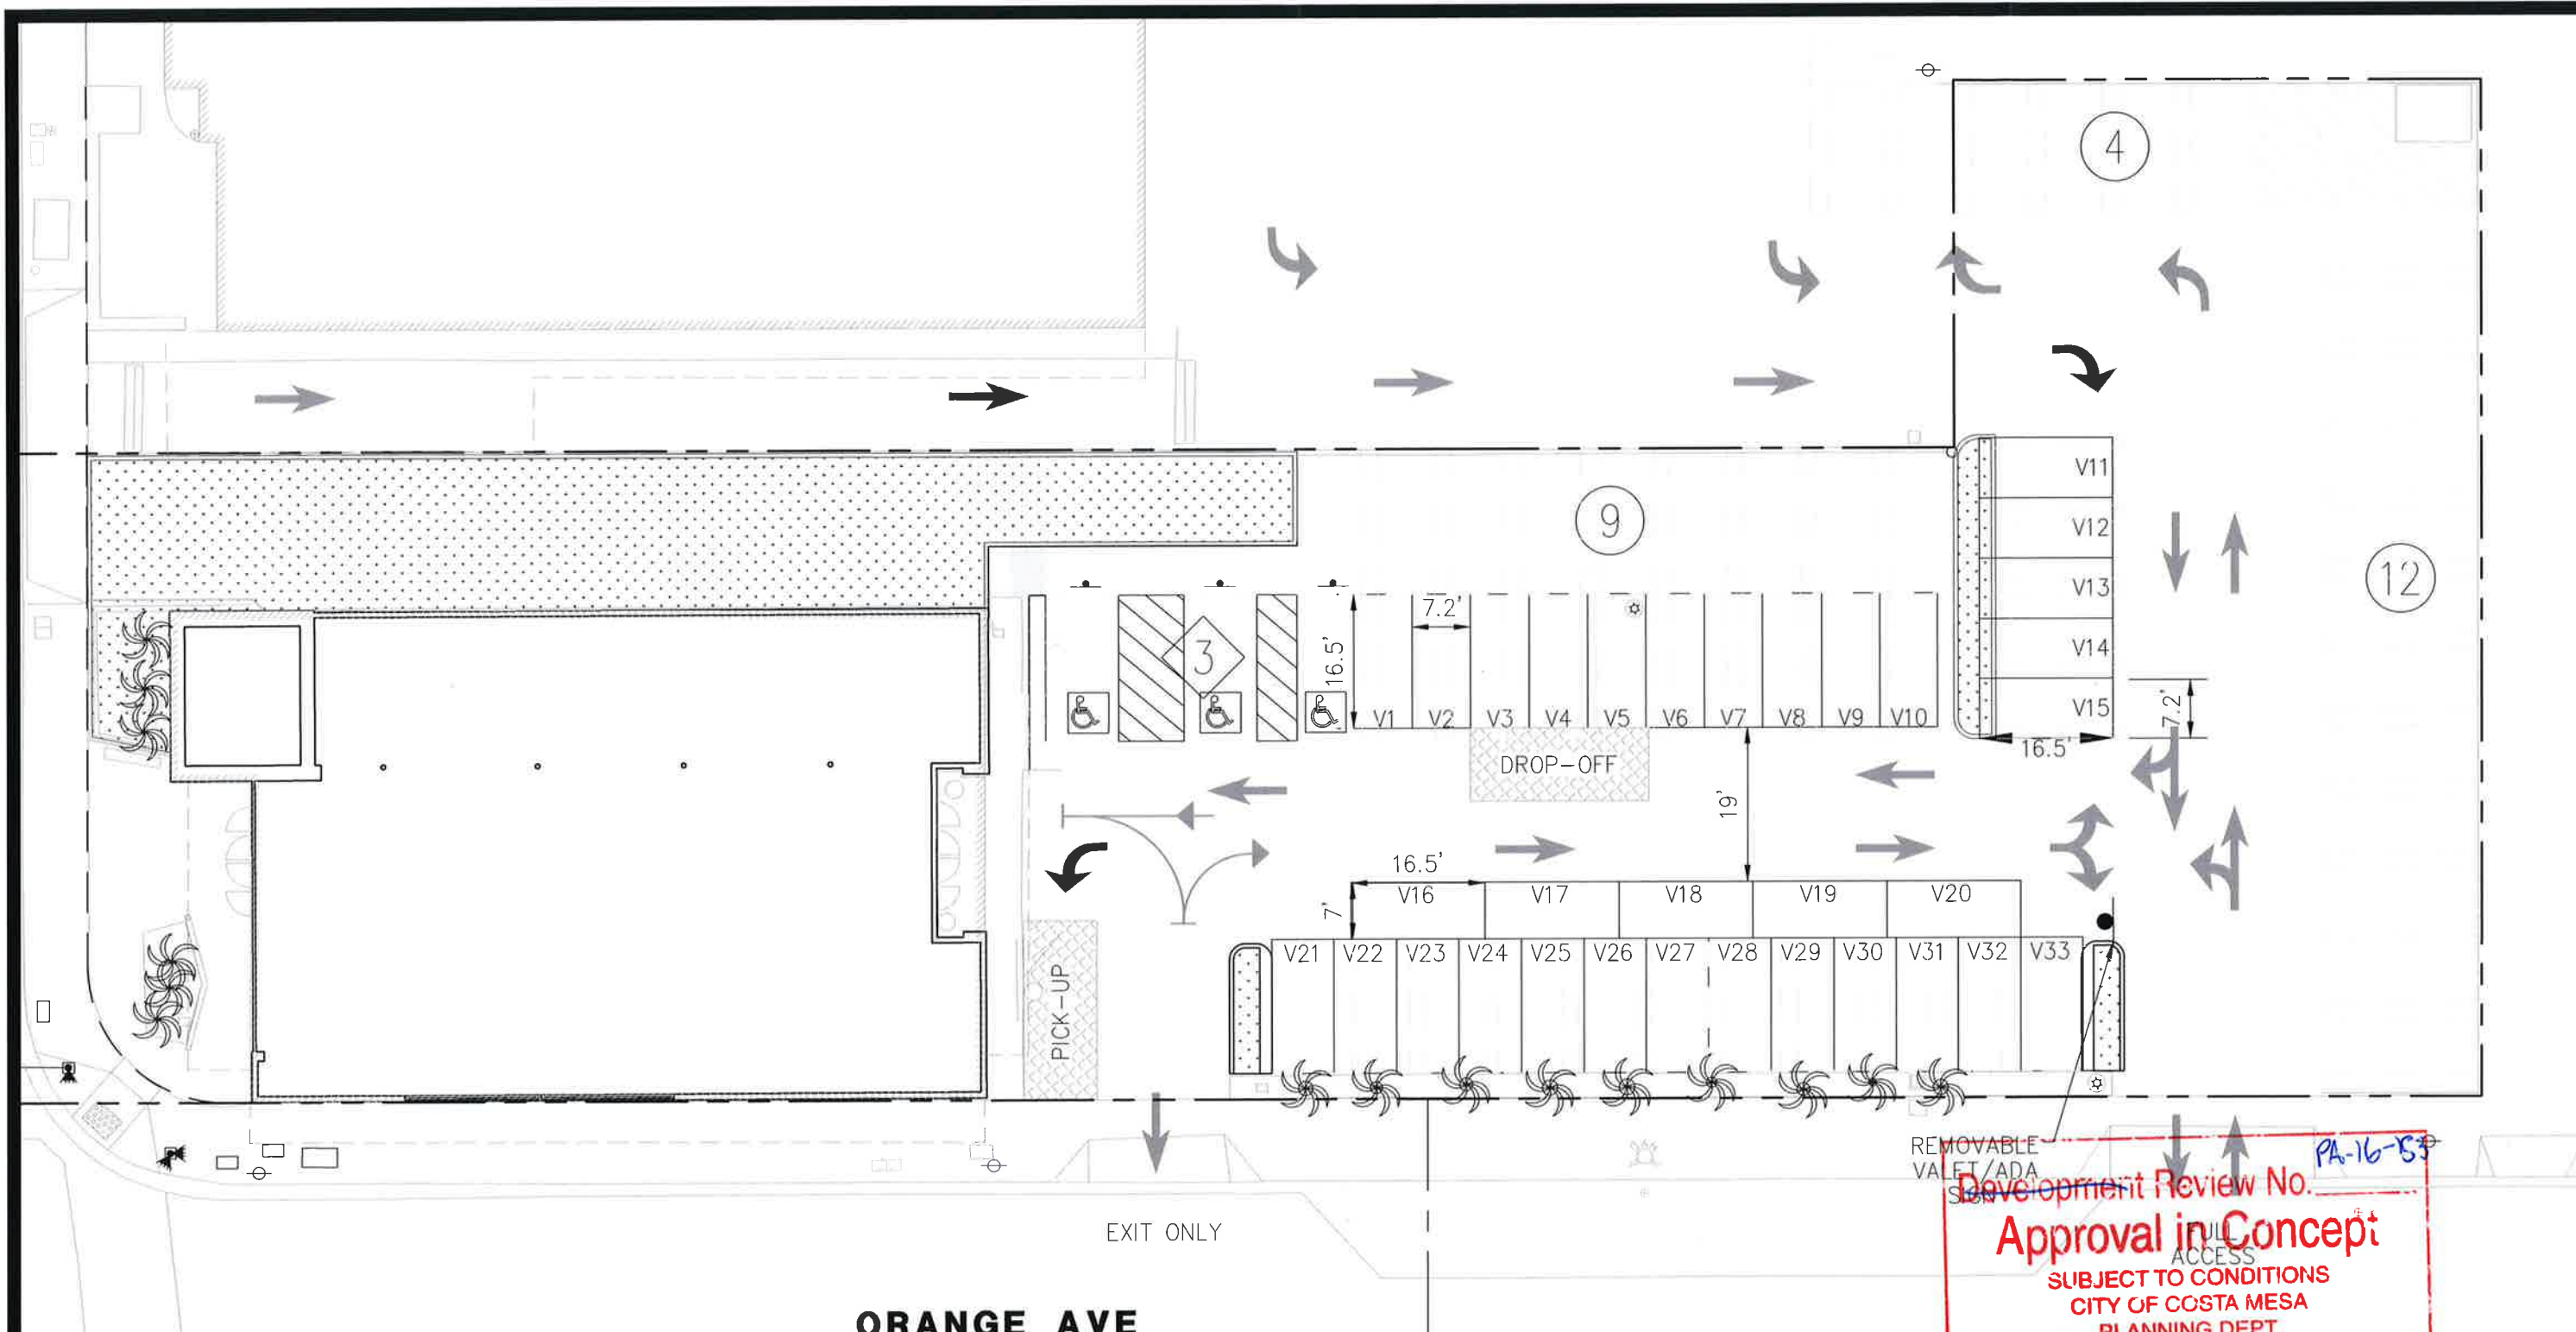 4
V11
9
V12
12
V13
7.2'
3
16.5'
V14
V15
7.2'
V1 V2 V3 V4 V5 V6 V7 V8 V9 V10
16.5'
DROP-OFF
19'
16.5'
V16 V17 V18 V19 V20
7'
V21 V22 V23 V24 V25 V26 V27 V28 V29 V30 V31 V32 V33
PICK-UP
REMOVABLE
VALET/ADA
SIGN
PA-16-53
Development Review No.
EXIT ONLY
Approval in Concept
FULL
ACCESS
SUBJECT TO CONDITIONS
CITY OF COSTA MESA
PLANNING DEPT
ORANGE AVE